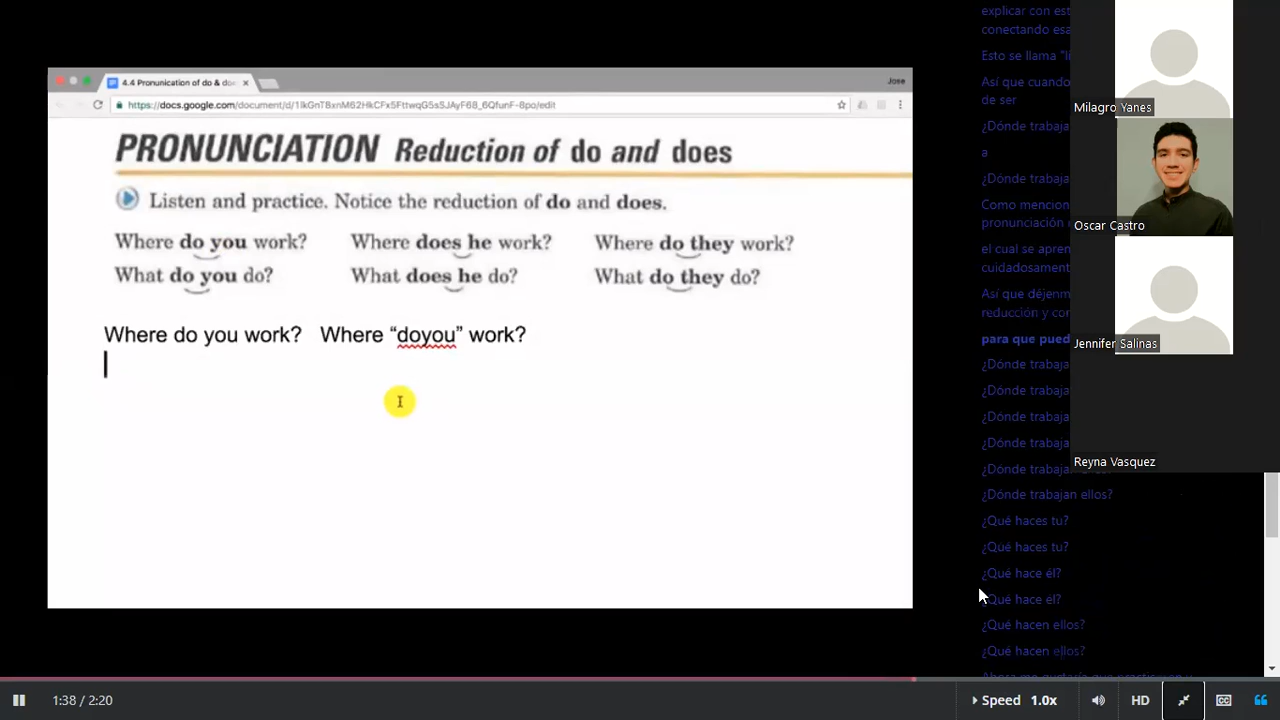 4.4 Pronunication of do & do
Jose
https://docs.google.com/document/d/1IkGnTBxnM62HkCFx5FttwqG5sSJAyF68_6QfunF-8po/edit
PRONUNCIATION Reduction of do and does
Listen and practice. Notice the reduction of do and does.
Where do you work? Where does he work? Where do they work?
What do you do? What does he do? What do they do?
Where do you work? Where “doyou” work?
explicar con est
conectando esa
Esto se llama "l
Así que cuando
de ser
¿Dónde trabaja
a
¿Dónde trabaja
Como mencion
pronunciación
el cual se apren
cuidadosament
Así que déjenm
reducción y con
para que pued
¿Dónde trabaja
¿Dónde trabaja
¿Dónde trabaja
¿Dónde trabaja
¿Dónde trabaja
¿Dónde trabajan ellos?
¿Qué haces tu?
¿Qué haces tu?
¿Qué hace él?
¿Qué hace él?
¿Qué hacen ellos?
¿Qué hacen ellos?
Milagro Yanes
Oscar Castro
Jennifer Salinas
Reyna Vasquez
1:38 / 2:20
Speed 1.0x
HD
CC